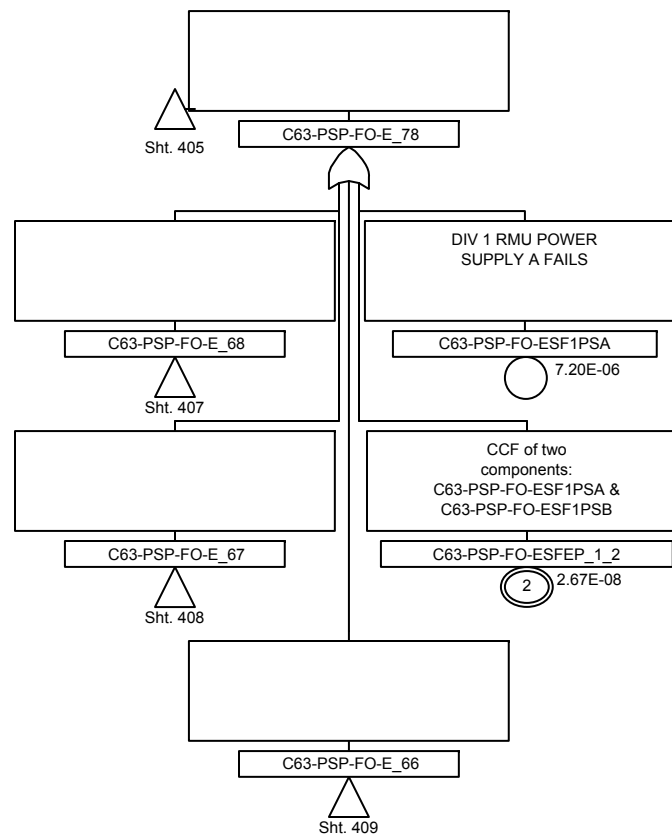 C63-PSP-FO-E_78
Sht. 405
DIV 1 RMU POWER
SUPPLY A FAILS
C63-PSP-FO-E_68
Sht. 407
C63-PSP-FO-ESF1PSA
7.20E-06
CCF of two
components:
C63-PSP-FO-ESF1PSA &
C63-PSP-FO-ESF1PSB
C63-PSP-FO-E_67
Sht. 408
C63-PSP-FO-ESFEP_1_2
2
2.67E-08
C63-PSP-FO-E_66
Sht. 409